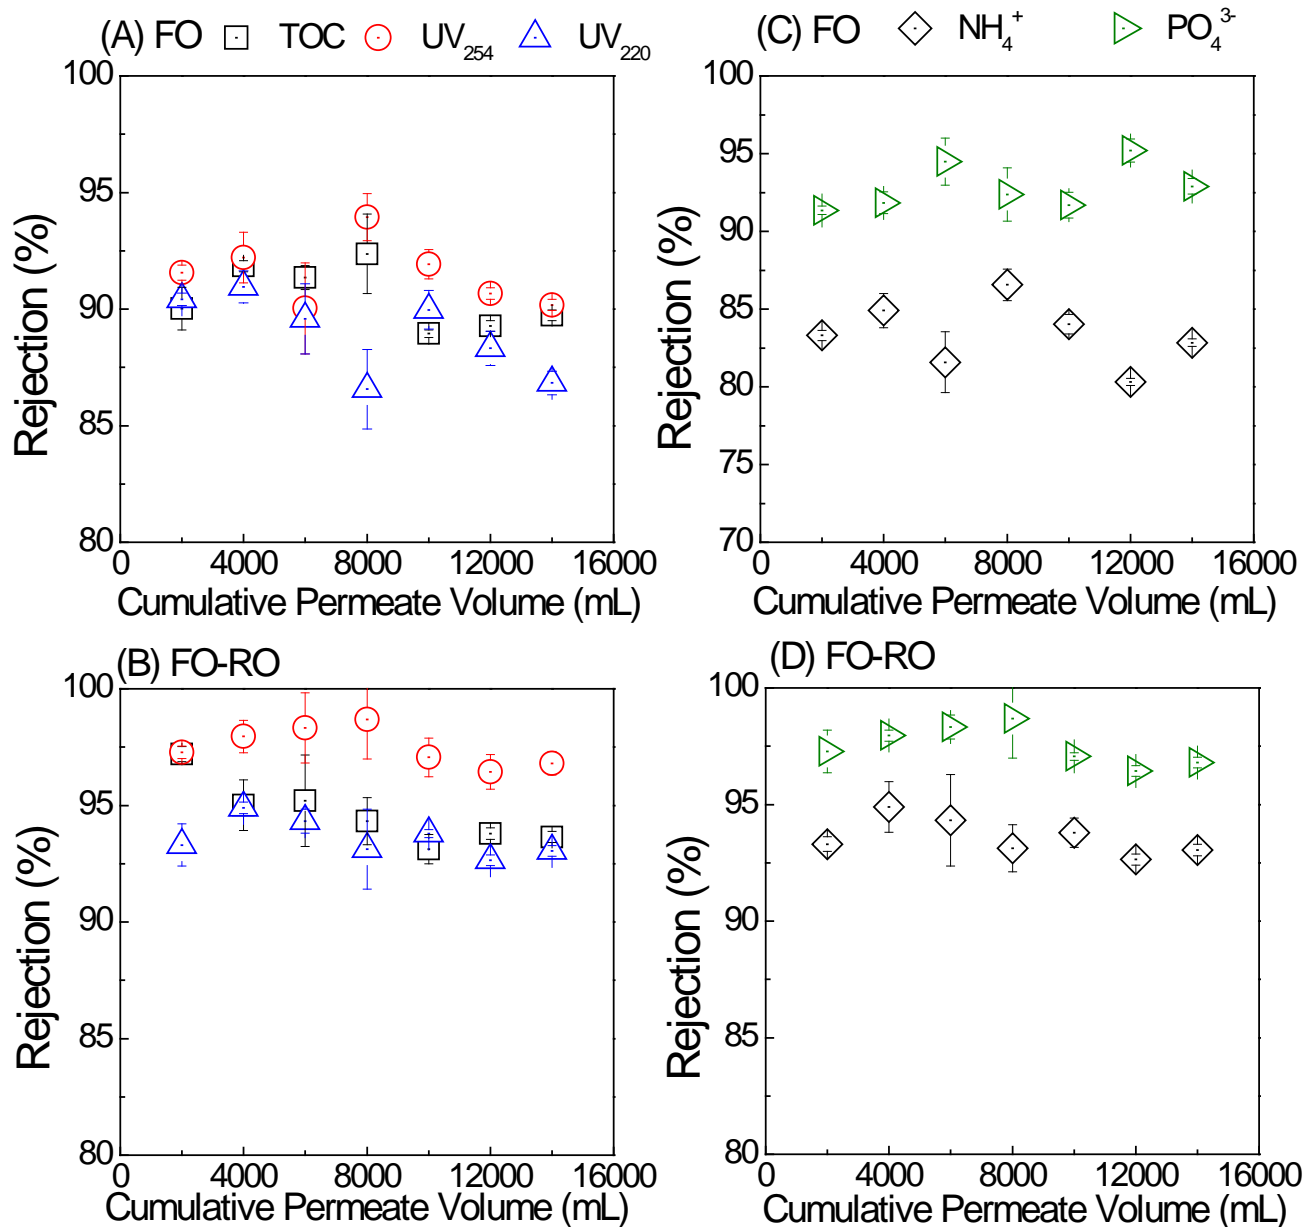 (A) FO TOC UV254 UV220
100
95
90
85
80
Rejection (%)
0 4000 8000 12000 16000
Cumulative Permeate Volume (mL)
(C) FO NH4+ PO43-
100
95
90
85
80
75
70
Rejection (%)
0 4000 8000 12000 16000
Cumulative Permeate Volume (mL)
(B) FO-RO
100
95
90
85
80
Rejection (%)
0 4000 8000 12000 16000
Cumulative Permeate Volume (mL)
(D) FO-RO
100
95
90
85
80
Rejection (%)
0 4000 8000 12000 16000
Cumulative Permeate Volume (mL)